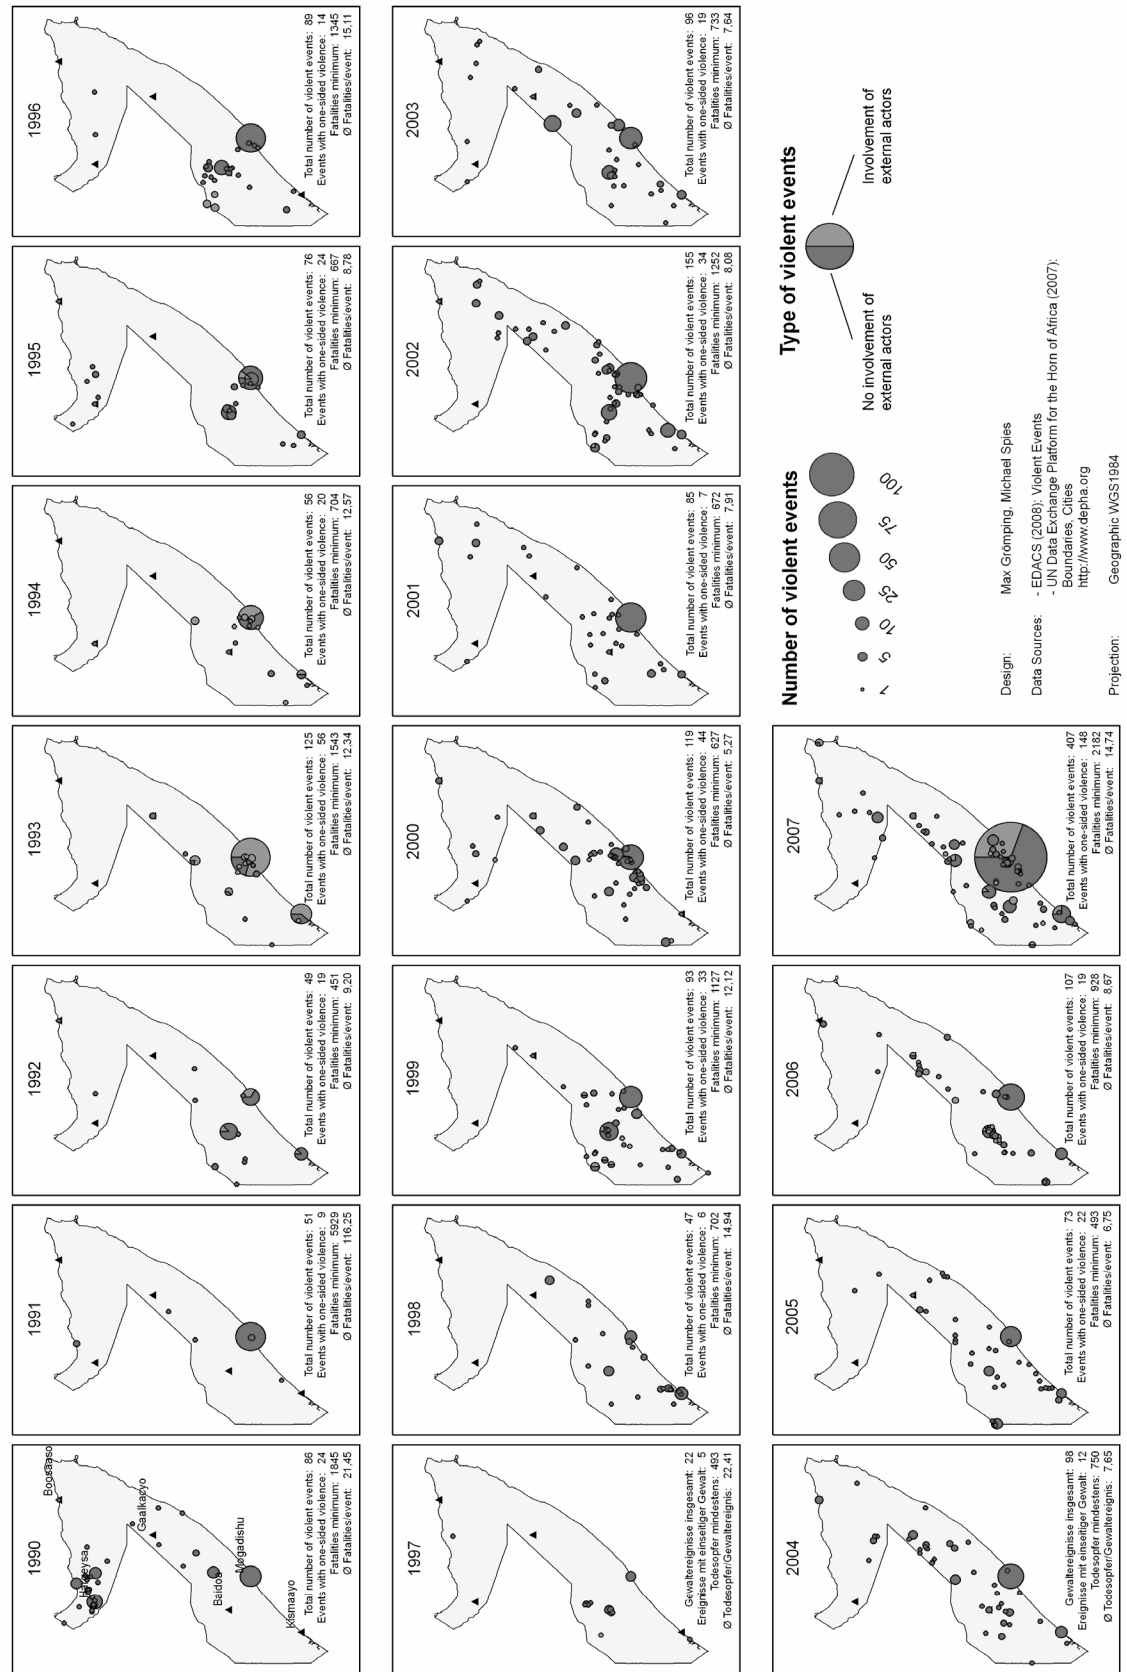 1990
Boosaaso
Hargeysa
Gaalkacyo
Baidoa
Mogadishu
Kismaayo
Total number of violent events: 86
Events with one-sided violence: 24
Fatalities minimum: 1845
Ø Fatalities/event: 21,45
1991
Total number of violent events: 51
Events with one-sided violence: 9
Fatalities minimum: 5929
Ø Fatalities/event: 116,25
1992
Total number of violent events: 49
Events with one-sided violence: 19
Fatalities minimum: 451
Ø Fatalities/event: 9,20
1993
Total number of violent events: 125
Events with one-sided violence: 56
Fatalities minimum: 1543
Ø Fatalities/event: 12,34
1994
Total number of violent events: 56
Events with one-sided violence: 20
Fatalities minimum: 704
Ø Fatalities/event: 12,57
1995
Total number of violent events: 76
Events with one-sided violence: 24
Fatalities minimum: 667
Ø Fatalities/event: 8,78
1996
Total number of violent events: 89
Events with one-sided violence: 14
Fatalities minimum: 1345
Ø Fatalities/event: 15,11
1997
Gewaltereignisse insgesamt: 22
Ereignisse mit einseitiger Gewalt: 5
Todesopfer mindestens: 493
Ø Todesopfer/Gewaltereignis: 22,41
1998
Total number of violent events: 47
Events with one-sided violence: 6
Fatalities minimum: 702
Ø Fatalities/event: 14,94
1999
Total number of violent events: 93
Events with one-sided violence: 33
Fatalities minimum: 1127
Ø Fatalities/event: 12,12
2000
Total number of violent events: 119
Events with one-sided violence: 44
Fatalities minimum: 627
Ø Fatalities/event: 5,27
2001
Total number of violent events: 85
Events with one-sided violence: 7
Fatalities minimum: 672
Ø Fatalities/event: 7,91
2002
Total number of violent events: 155
Events with one-sided violence: 34
Fatalities minimum: 1252
Ø Fatalities/event: 8,08
2003
Total number of violent events: 96
Events with one-sided violence: 19
Fatalities minimum: 733
Ø Fatalities/event: 7,64
2004
Gewaltereignisse insgesamt: 98
Ereignisse mit einseitiger Gewalt: 12
Todesopfer mindestens: 750
Ø Todesopfer/Gewaltereignis: 7,65
2005
Total number of violent events: 73
Events with one-sided violence: 22
Fatalities minimum: 493
Ø Fatalities/event: 6,75
2006
Total number of violent events: 107
Events with one-sided violence: 19
Fatalities minimum: 928
Ø Fatalities/event: 8,67
2007
Total number of violent events: 407
Events with one-sided violence: 148
Fatalities minimum: 2182
Ø Fatalities/event: 14,74
Number of violent events
1 5 10 25 50 75 100
Type of violent events
No involvement of
external actors
Involvement of
external actors
Design: Max Grömping, Michael Spies
Data Sources: - EDACS (2008): Violent Events
- UN Data Exchange Platform for the Horn of Africa (2007):
Boundaries, Cities
http://www.depha.org
Projection: Geographic WGS1984